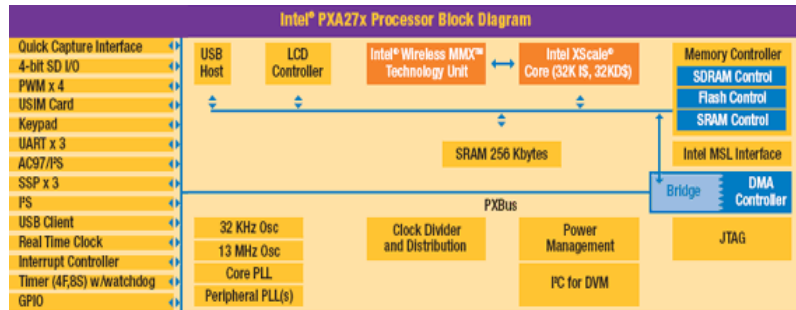 Intel® PXA27x Processor Block Diagram
Quick Capture Interface
4-bit SD I/O
PWM x 4
USIM Card
Keypad
UART x 3
AC97/I²S
SSP x 3
I²S
USB Client
Real Time Clock
Interrupt Controller
Timer (4F,8S) w/watchdog
GPIO
USB
Host
LCD
Controller
Intel® Wireless MMX™
Technology Unit
Intel XScale®
Core (32K I$, 32KD$)
Memory Controller
SDRAM Control
Flash Control
SRAM Control
SRAM 256 Kbytes
Intel MSL Interface
Bridge
DMA
Controller
PXBus
32 KHz Osc
13 MHz Osc
Core PLL
Peripheral PLL(s)
Clock Divider
and Distribution
Power
Management
I²C for DVM
JTAG